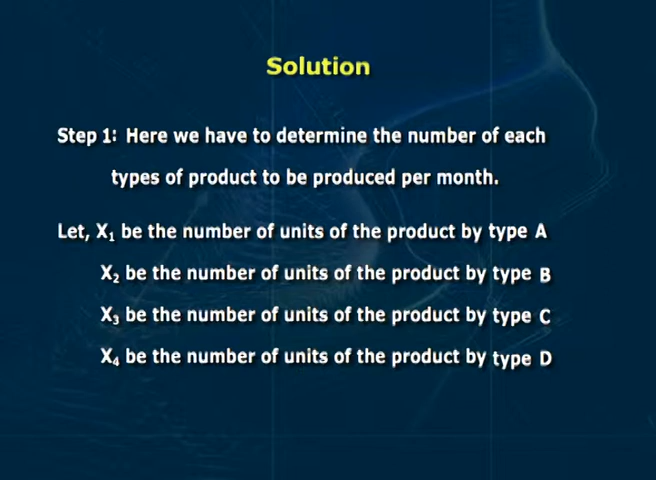 Solution
Step 1: Here we have to determine the number of each
types of product to be produced per month.
Let, X₁ be the number of units of the product by type A
X₂ be the number of units of the product by type B
X₃ be the number of units of the product by type C
X₄ be the number of units of the product by type D